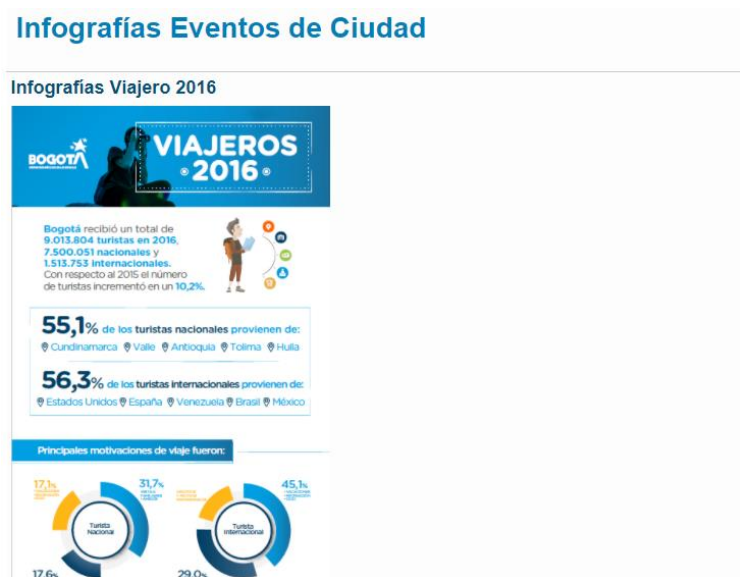 Infografías Eventos de Ciudad
Infografías Viajero 2016
BOGOTÁ
VIAJEROS
2016
Bogotá recibió un total de
9.013.804 turistas en 2016,
7.500.051 nacionales y
1.513.753 internacionales.
Con respecto al 2015 el número
de turistas incrementó en un 10,2%.
55,1% de los turistas nacionales provienen de:
Cundinamarca Valle Antioquia Tolima Huila
56,3% de los turistas internacionales provienen de:
Estados Unidos España Venezuela Brasil México
Principales motivaciones de viaje fueron:
17,1% 31,7% 45,1%
Turista
Nacional
Turista
Internacional
17,6% 29,0%